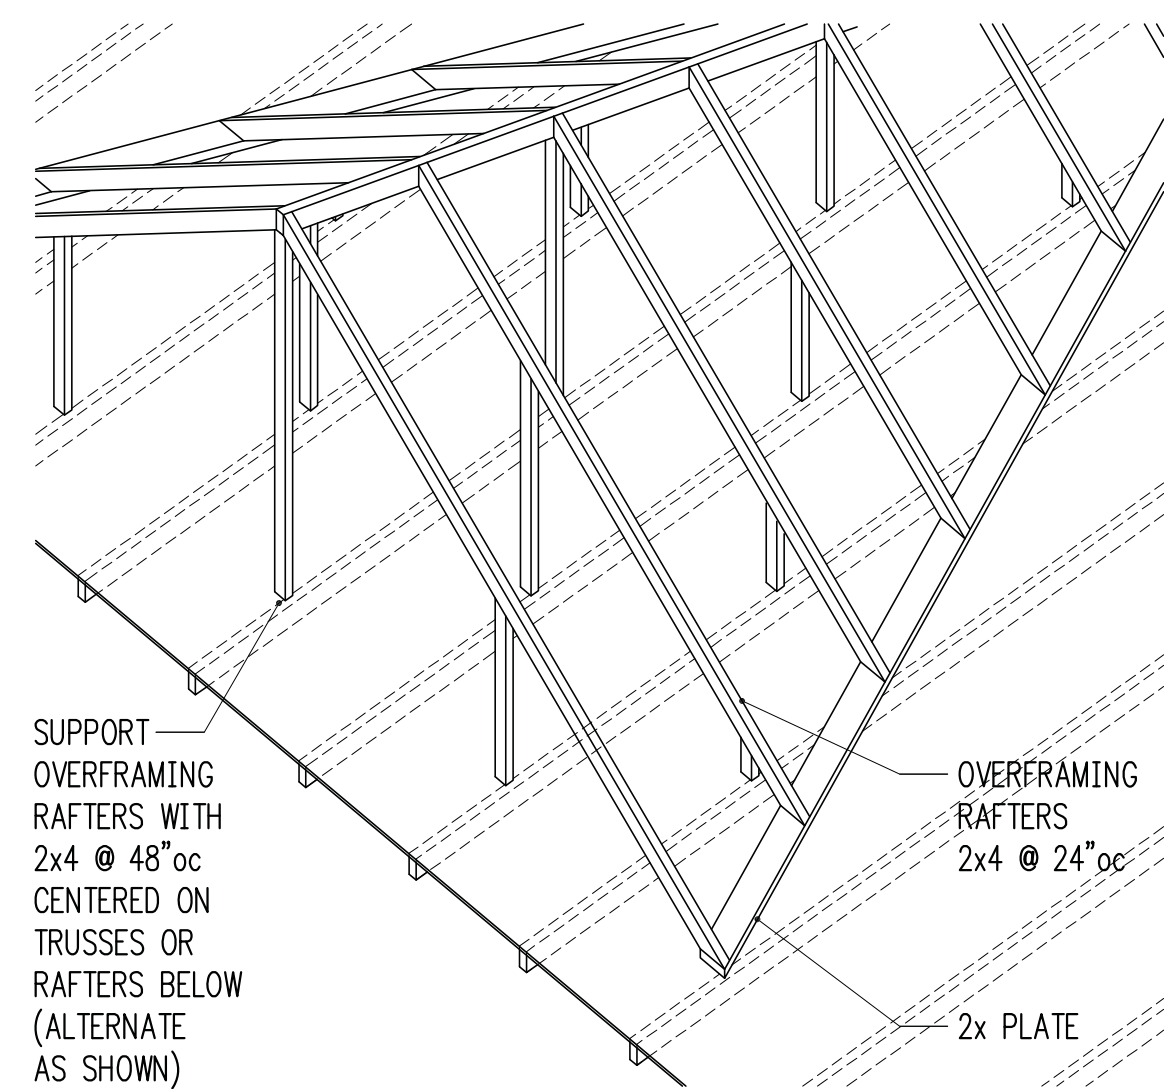 SUPPORT
OVERFRAMING
RAFTERS WITH
2x4 @ 48"oc
CENTERED ON
TRUSSES OR
RAFTERS BELOW
(ALTERNATE
AS SHOWN)
OVERFRAMING
RAFTERS
2x4 @ 24"oc
2x PLATE